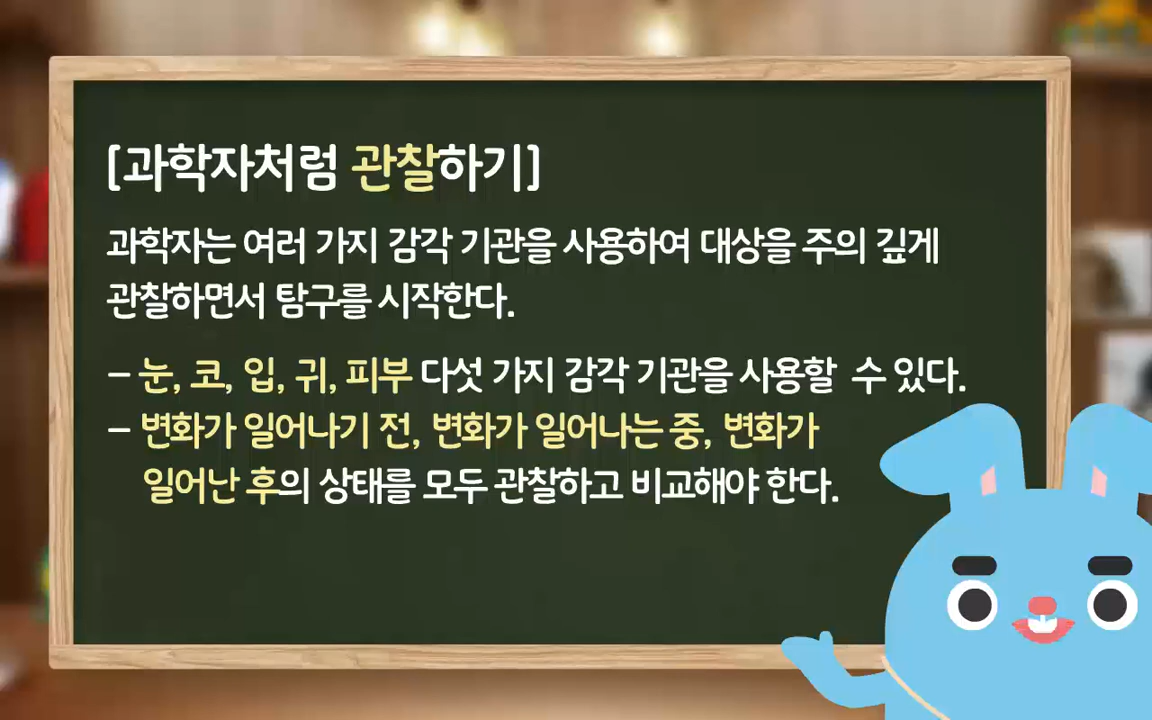 [과학자처럼 관찰하기]
과학자는 여러 가지 감각 기관을 사용하여 대상을 주의 깊게
관찰하면서 탐구를 시작한다.
– 눈, 코, 입, 귀, 피부 다섯 가지 감각 기관을 사용할 수 있다.
– 변화가 일어나기 전, 변화가 일어나는 중, 변화가
일어난 후의 상태를 모두 관찰하고 비교해야 한다.